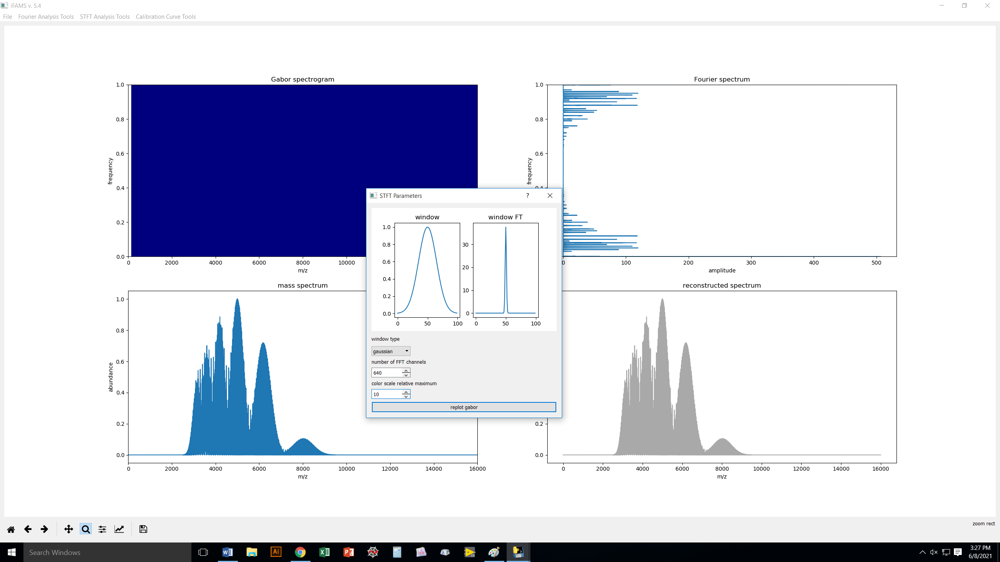 iFAMS v. 5.4
File Fourier Analysis Tools STFT Analysis Tools Calibration Curve Tools
Gabor spectrogram
1.0
0.8
0.6
0.4
0.2
0.0
frequency
0 2000 4000 6000 8000 10000
m/z
Fourier spectrum
1.0
0.8
0.6
frequency
0 100 200 300 400 500
amplitude
STFT Parameters
?
window
1.0
0.8
0.6
0.4
0.2
0.0
0 50 100
window FT
30
20
10
0
0 50 100
window type
gaussian
number of FFT channels
640
color scale relative maximum
10
replot gabor
mass spectrum
1.0
0.8
0.6
0.4
0.2
0.0
abundance
0 2000 4000 6000 8000 10000 12000 14000 16000
m/z
reconstructed spectrum
0.2
0.0
0 2000 4000 6000 8000 10000 12000 14000 16000
m/z
zoom rect
Search Windows
Ai
19
3:27 PM
6/8/2021